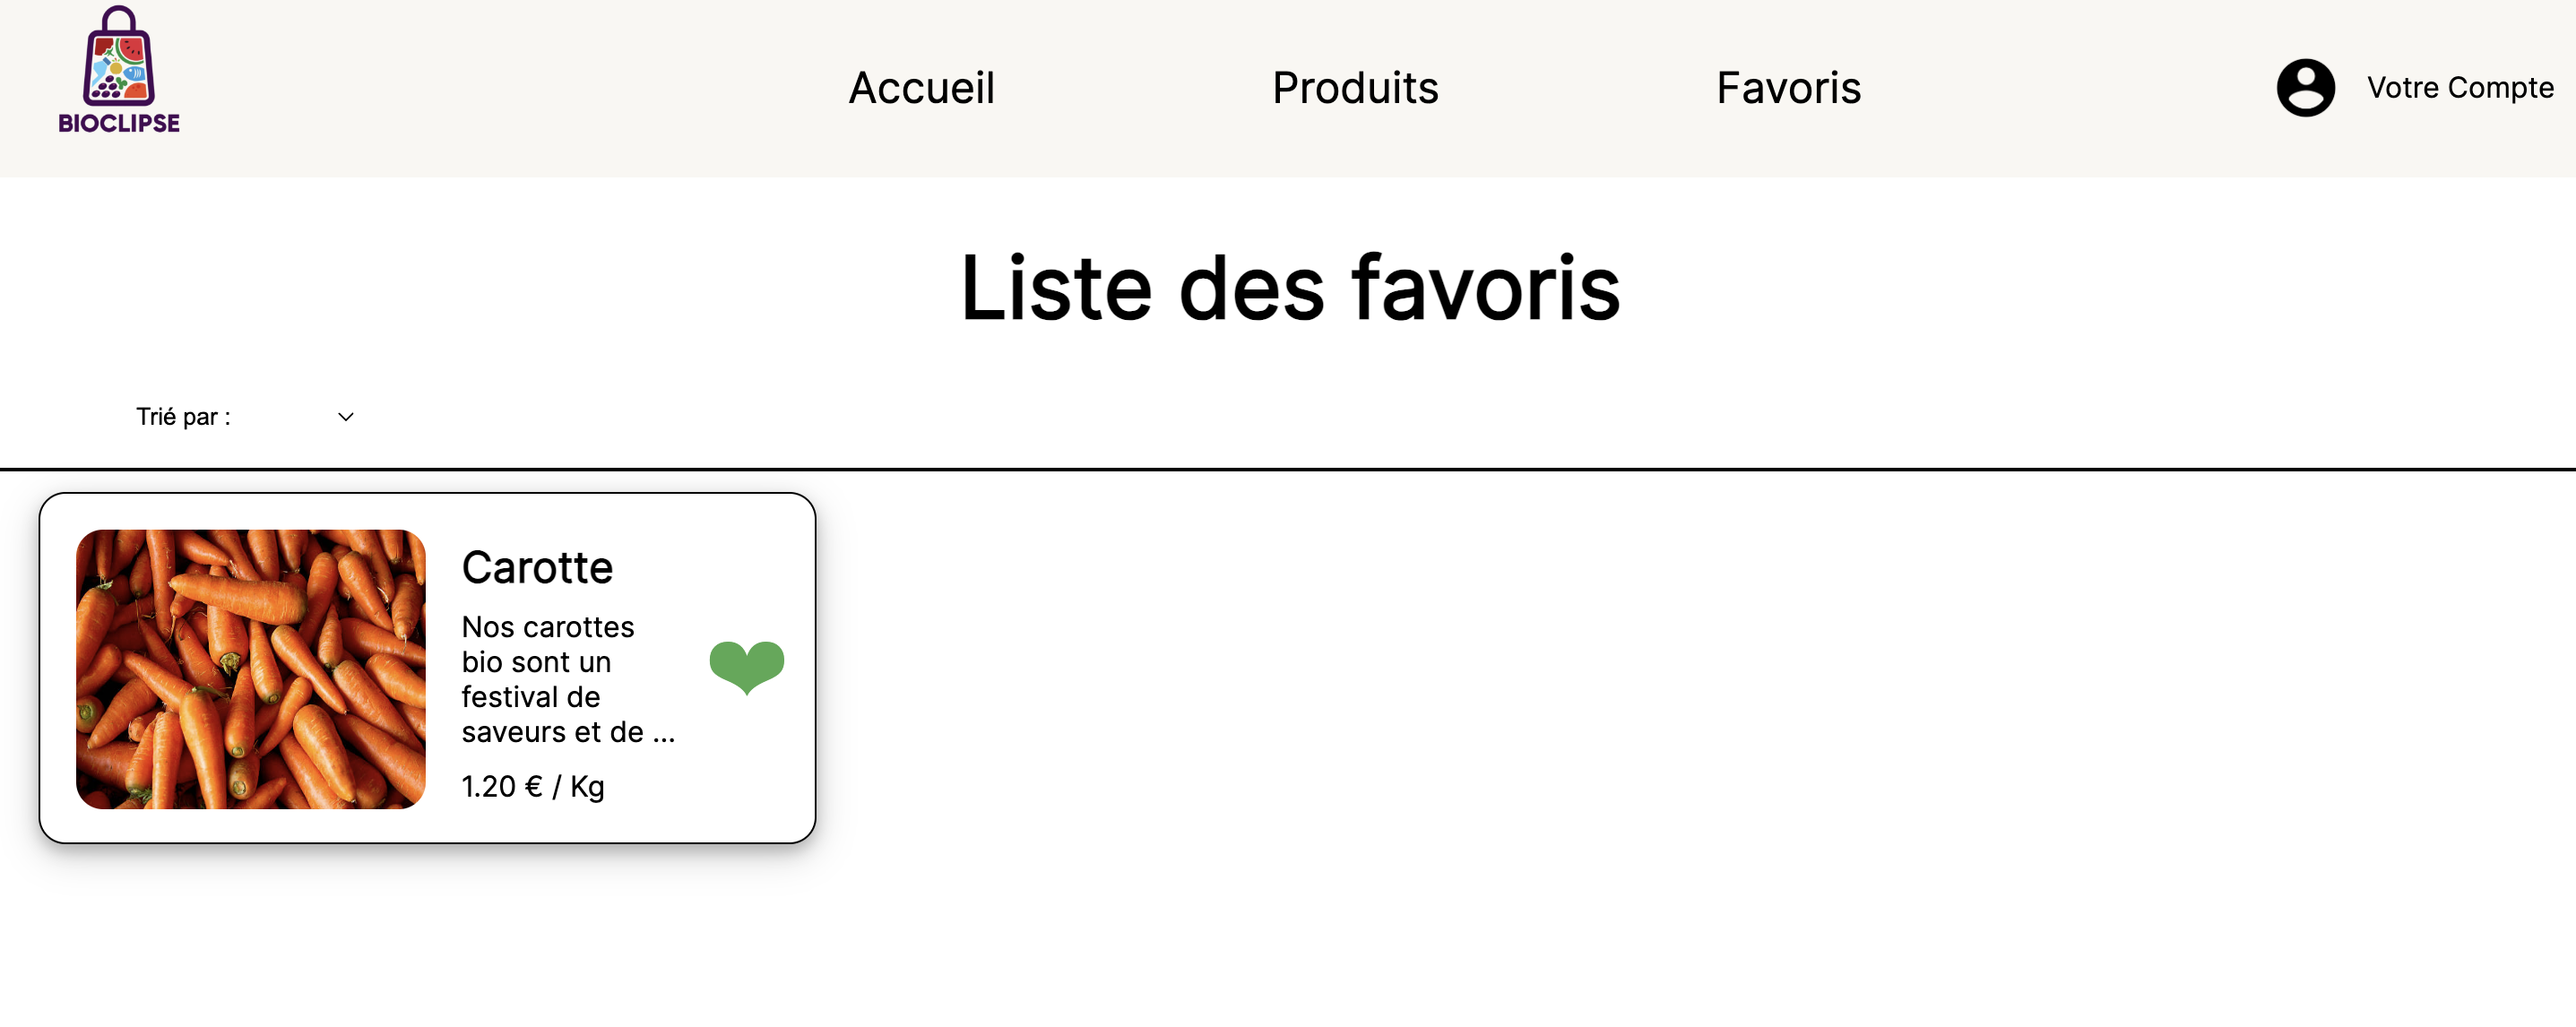 BIOCLIPSE
Accueil
Produits
Favoris
Votre Compte
Liste des favoris
Trié par :
Carotte
Nos carottes
bio sont un
festival de
saveurs et de ...
1.20 € / Kg